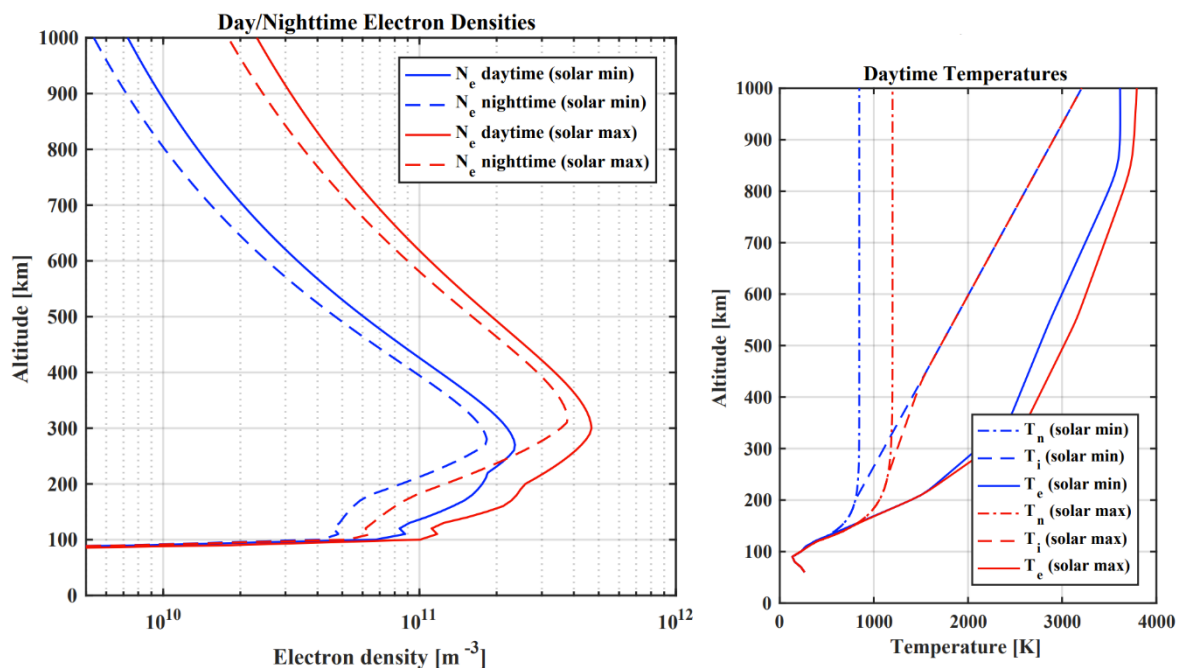 Day/Nighttime Electron Densities
1000
900
800
700
600
500
400
300
200
100
0
Altitude [km]
N_e daytime (solar min)
N_e nighttime (solar min)
N_e daytime (solar max)
N_e nighttime (solar max)
10^10
10^11
10^12
Electron density [m^-3]
Daytime Temperatures
1000
900
800
700
600
500
400
300
200
100
0
Altitude [km]
T_n (solar min)
T_i (solar min)
T_e (solar min)
T_n (solar max)
T_i (solar max)
T_e (solar max)
0 1000 2000 3000 4000
Temperature [K]